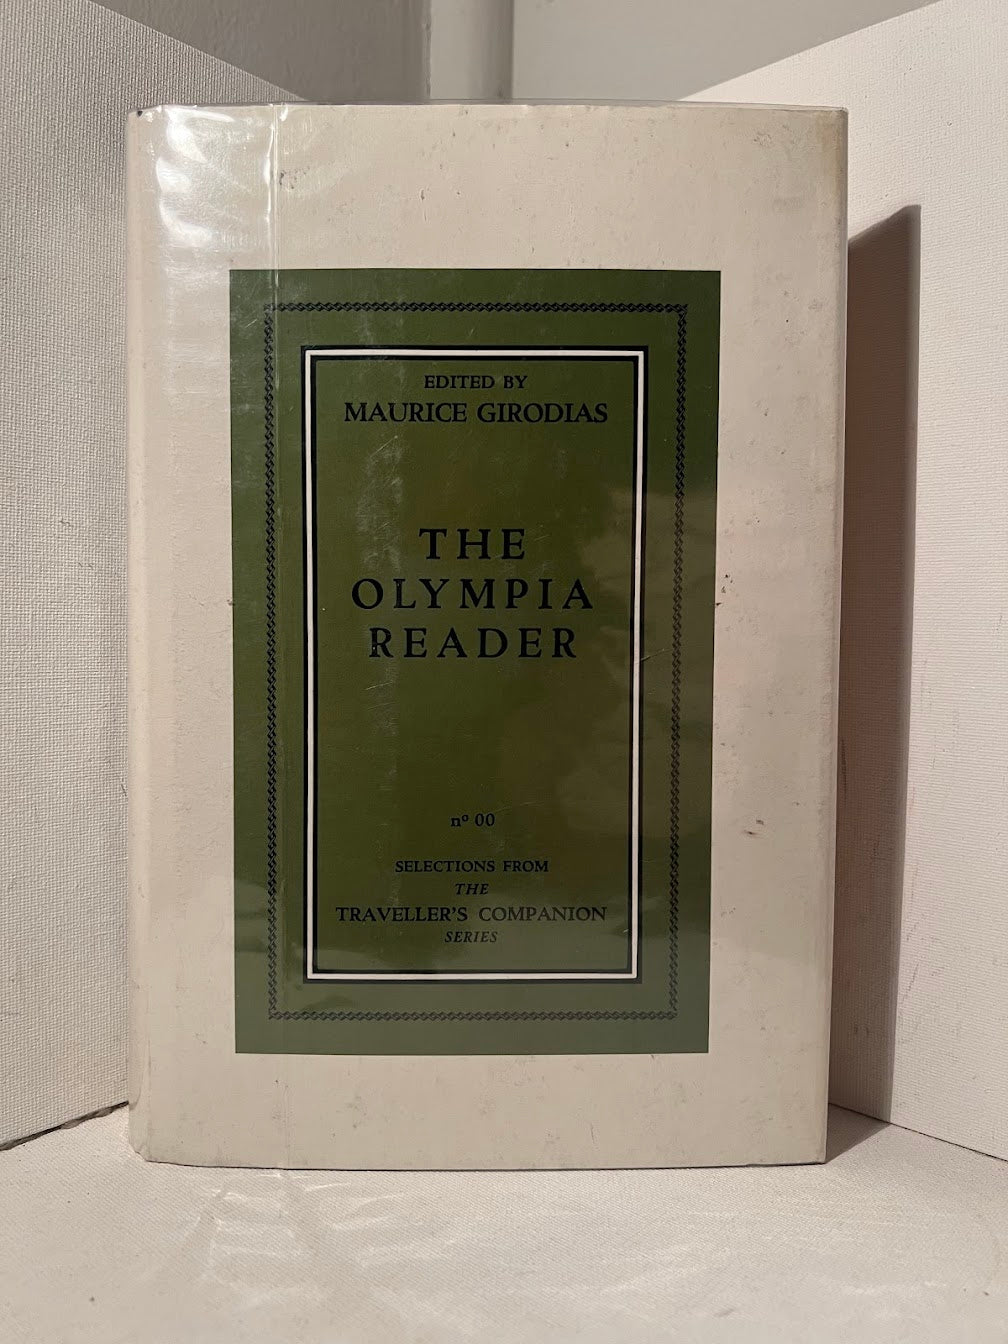 EDITED BY
MAURICE GIRODIAS
THE
OLYMPIA
READER
nº 00
SELECTIONS FROM
THE
TRAVELLER'S COMPANION
SERIES